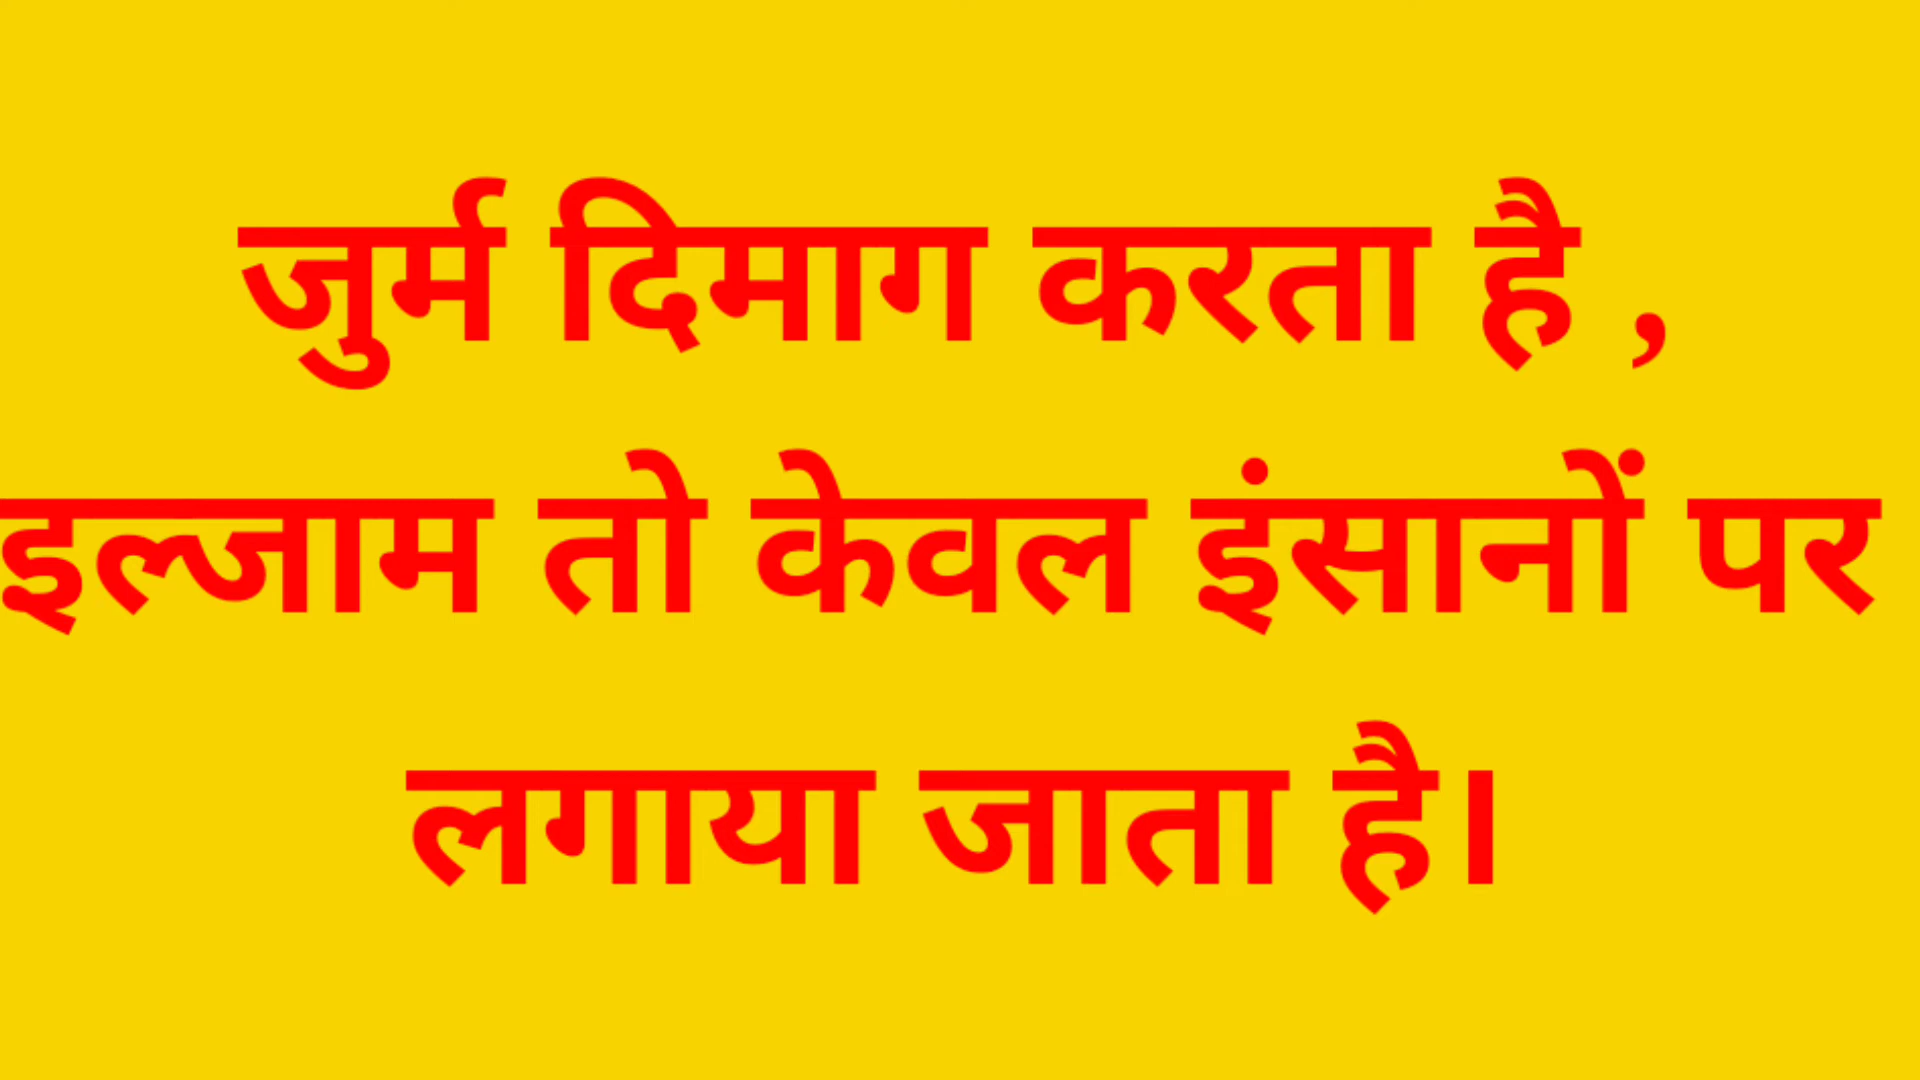 जुर्म दिमाग करता है ,
इल्जाम तो केवल इंसानों पर
लगाया जाता है।